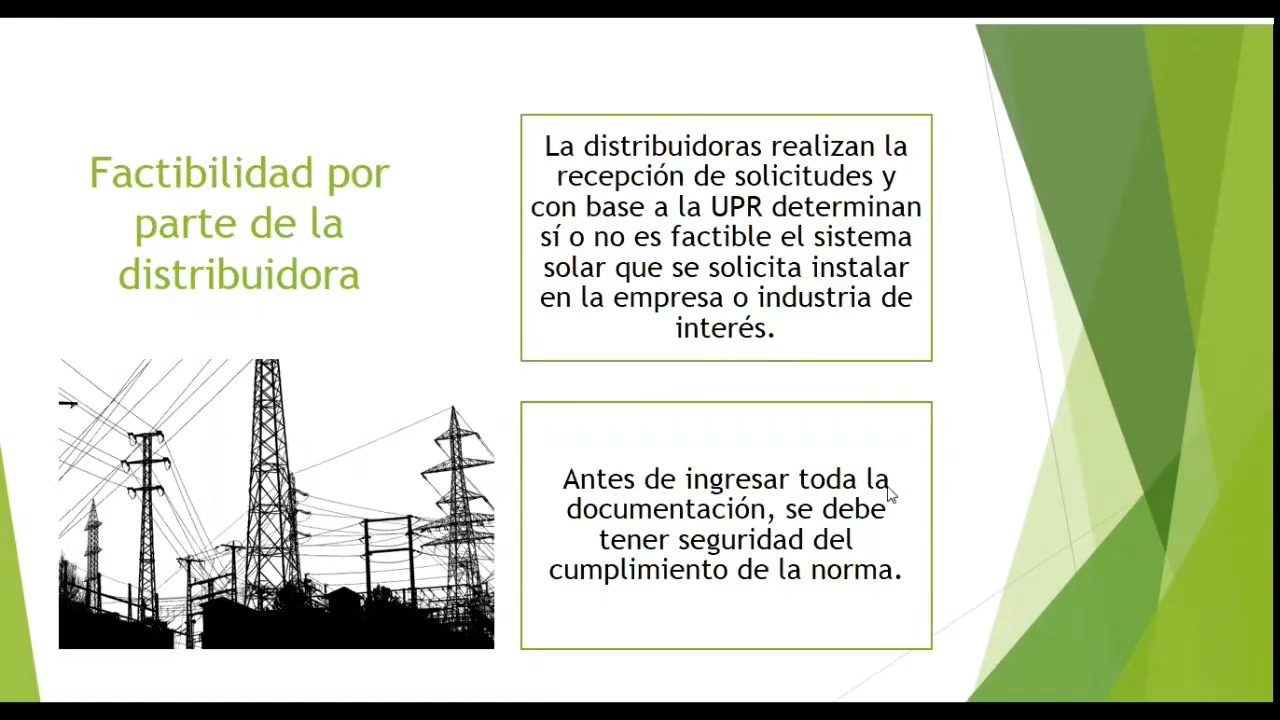 Factibilidad por
parte de la
distribuidora
La distribuidoras realizan la
recepción de solicitudes y
con base a la UPR determinan
sí o no es factible el sistema
solar que se solicita instalar
en la empresa o industria de
interés.
Antes de ingresar toda la
documentación, se debe
tener seguridad del
cumplimiento de la norma.